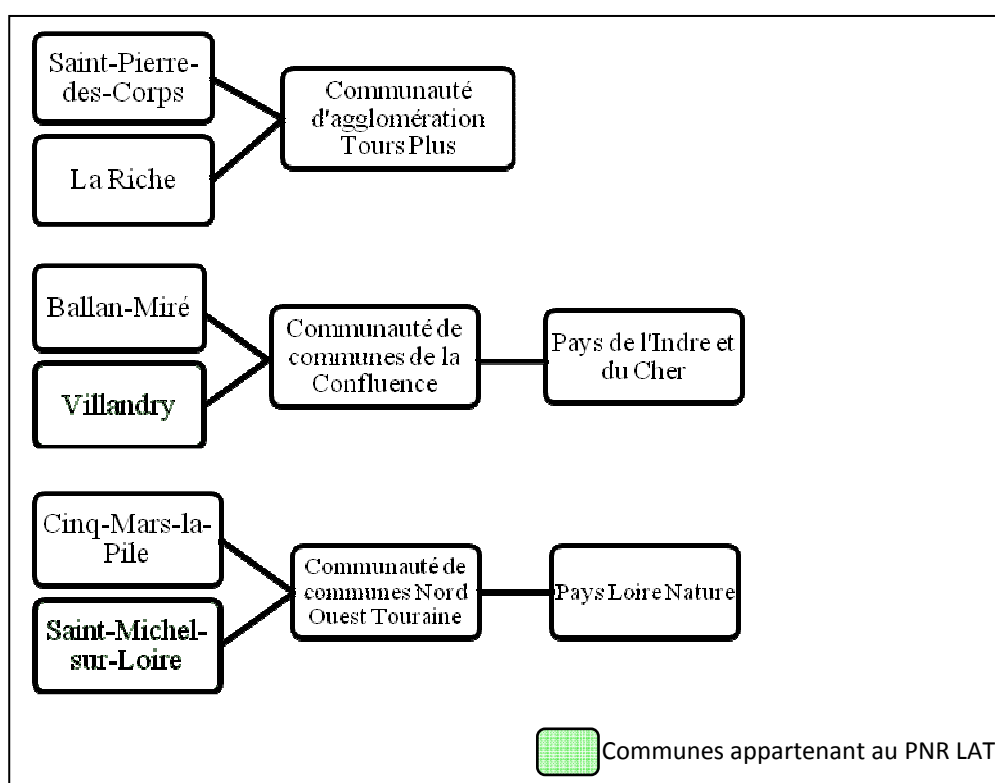 Saint-Pierre-
des-Corps
La Riche
Communauté
d'agglomération
Tours Plus
Ballan-Miré
Villandry
Communauté de
communes de la
Confluence
Pays de l'Indre et
du Cher
Cinq-Mars-la-
Pile
Saint-Michel-
sur-Loire
Communauté de
communes Nord
Ouest Touraine
Pays Loire Nature
Communes appartenant au PNR LAT